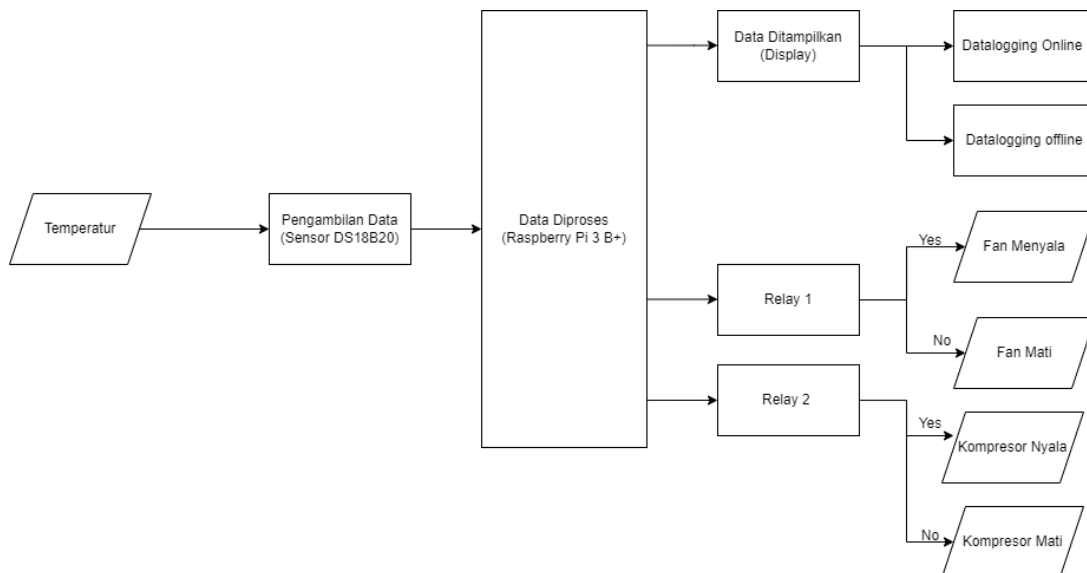 Temperatur
Pengambilan Data
(Sensor DS18B20)
Data Diproses
(Raspberry Pi 3 B+)
Data Ditampilkan
(Display)
Datalogging Online
Datalogging offline
Relay 1
Yes
Fan Menyala
No
Fan Mati
Relay 2
Yes
Kompresor Nyala
No
Kompresor Mati